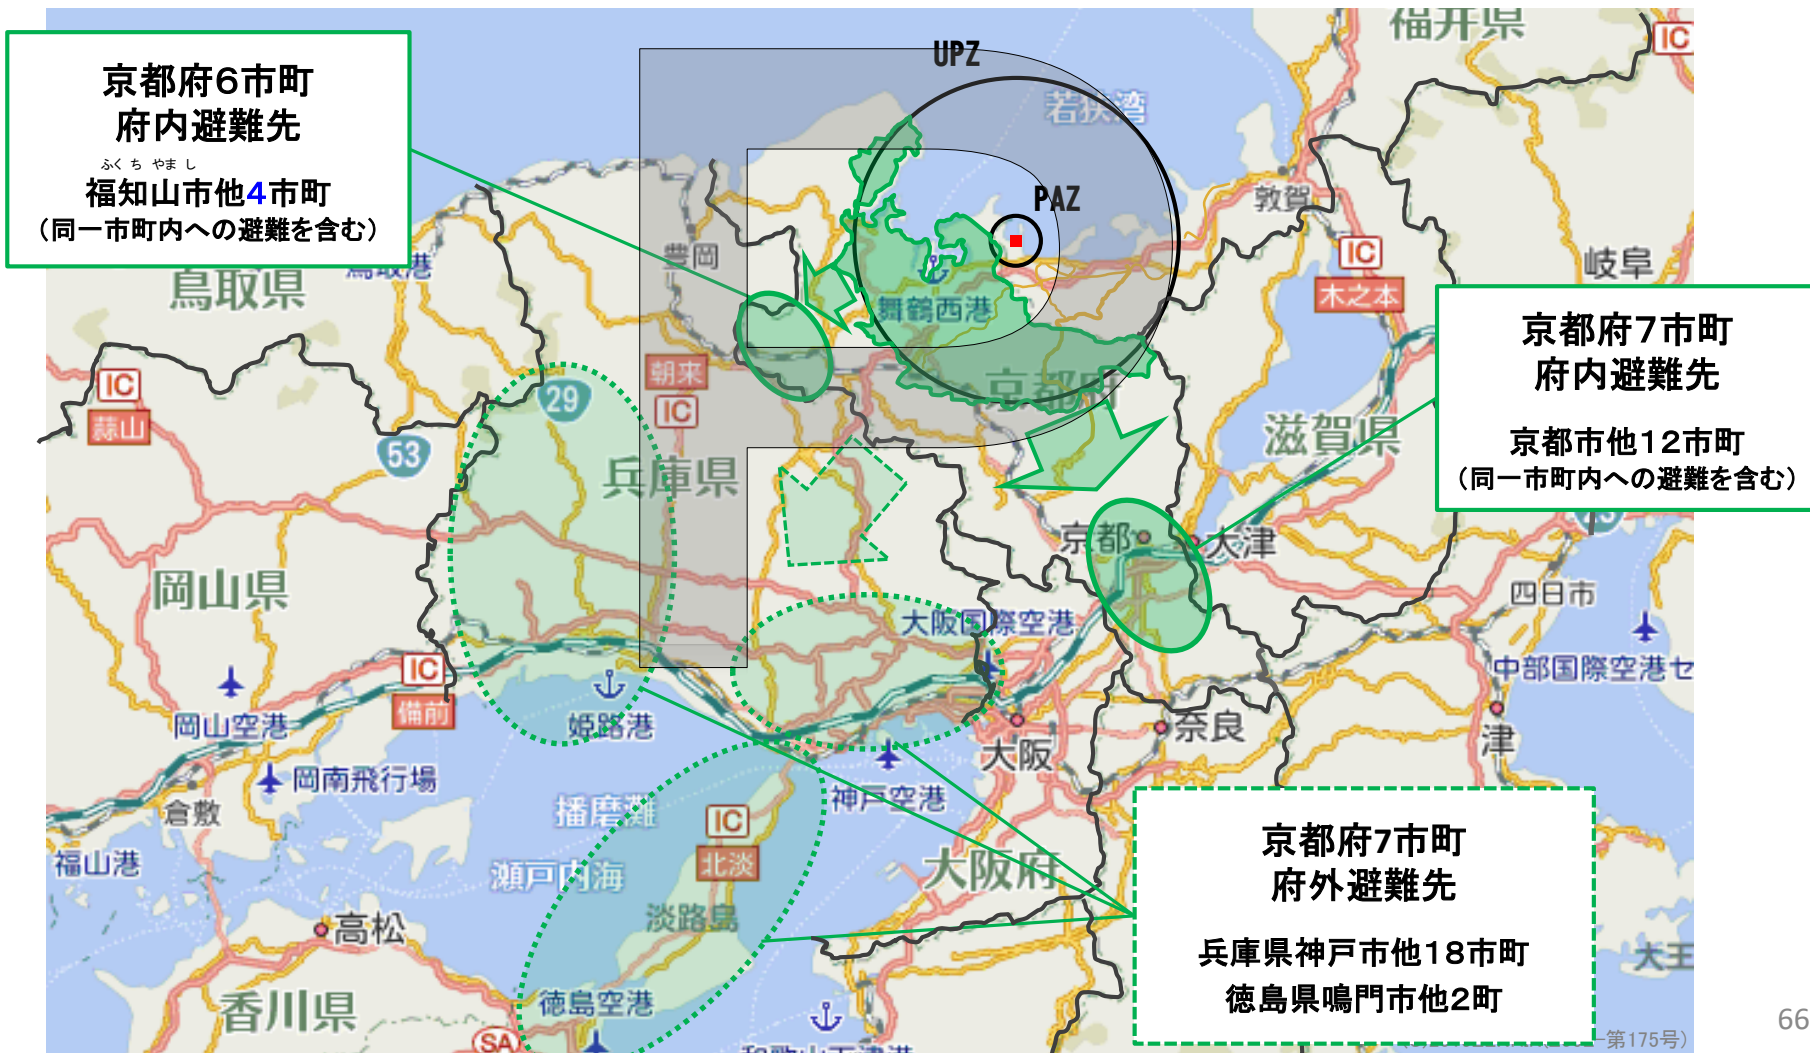 福井県
IC
UPZ
若狭湾
京都府6市町
府内避難先
ふくちやまし
福知山市他4市町
(同一市町内への避難を含む)
PAZ
敦賀
IC
木之本
岐阜
豊岡
鳥取県
舞鶴西港
京都府7市町
府内避難先
京都市他12市町
(同一市町内への避難を含む)
朝来
IC
IC
蒜山
29
53
京都府
滋賀県
兵庫県
京都
大津
岡山県
四日市
大阪国際空港
中部国際空港セ
IC
備前
岡山空港
姫路港
奈良
大阪
津
岡南飛行場
神戸空港
倉敷
播磨灘
IC
北淡
福山港
瀬戸内海
大阪府
京都府7市町
府外避難先
兵庫県神戸市他18市町
徳島県鳴門市他2町
淡路島
高松
大王
香川県
徳島空港
SA
第175号)
66